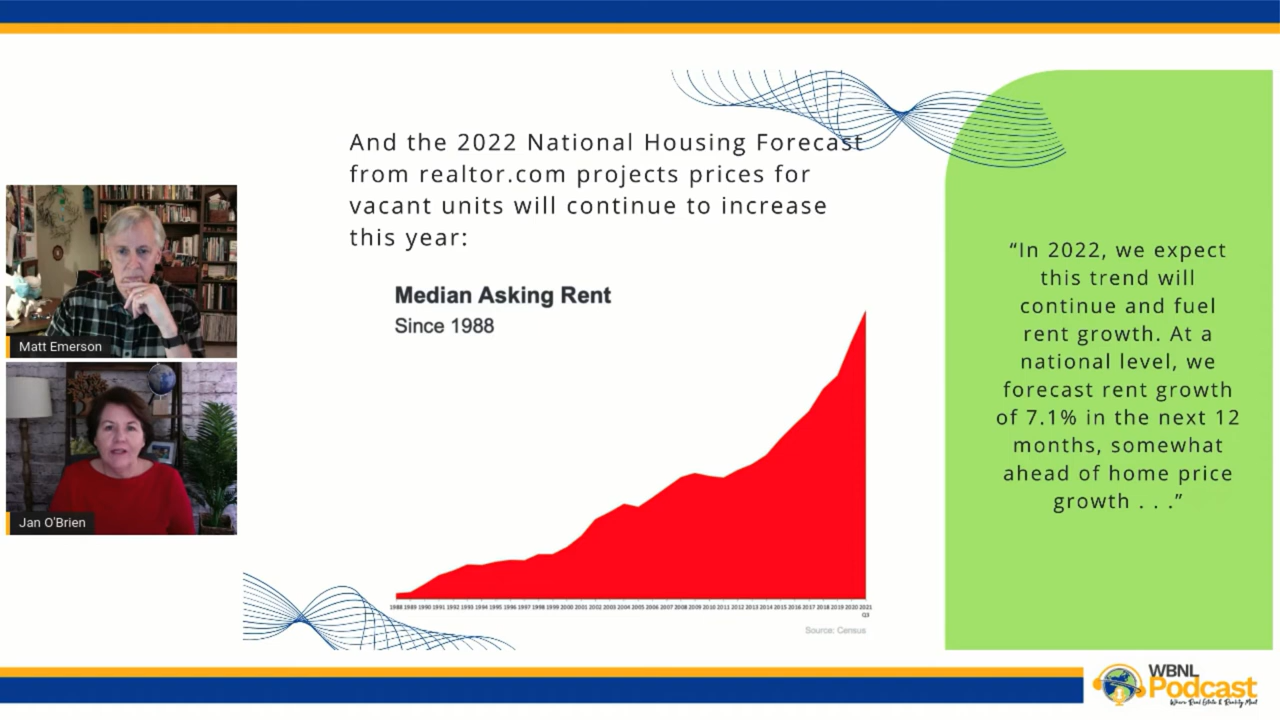 And the 2022 National Housing Forecast
from realtor.com projects prices for
vacant units will continue to increase
this year:
Median Asking Rent
Since 1988
1988 1989 1990 1991 1992 1993 1994 1995 1996 1997 1998 1999 2000 2001 2002 2003 2004 2005 2006 2007 2008 2009 2010 2011 2012 2013 2014 2015 2016 2017 2018 2019 2020 2021
Q3
Source: Census
“In 2022, we expect
this trend will
continue and fuel
rent growth. At a
national level, we
forecast rent growth
of 7.1% in the next 12
months, somewhat
ahead of home price
growth . . .”
Matt Emerson
Jan O'Brien
WBNL
Podcast
Where Real Estate & Reality Meet